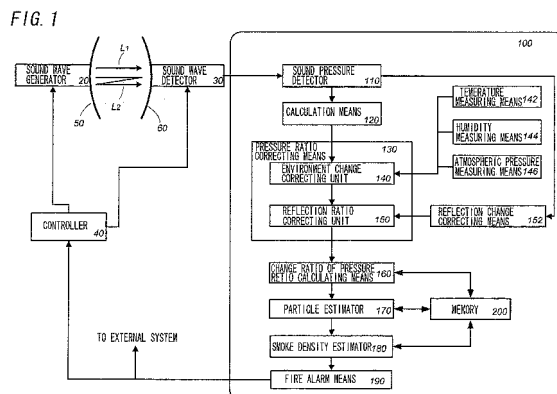 FIG. 1
100
L1
SOUND WAVE
GENERATOR 20
SOUND WAVE
DETECTOR 30
L2
50
60
SOUND PRESSURE
DETECTOR 110
CALCULATION MEANS
120
TEMERATURE
MEASURING MEANS 142
HUMIDITY
MEASURING MEANS 144
ATMOSPHERIC PRESSURE
MEASURING MEANS 146
PRESSURE RATIO
CORRECTING MEANS 130
ENVIRONMENT CHANGE
CORRECTING UNIT 140
REFLECTION RATIO
CORRECTING UNIT 150
REFLECTION CHANGE
CORRECTING MEANS 152
CONTROLLER
40
CHANGE RATIO OF PRESSURE
RETIO CALCULATING MEANS 160
PARTICLE ESTIMATOR 170
MEMORY
200
TO EXTERNAL SYSTEM
SMOKE DENSITY ESTIMATOR 180
FIRE ALARM MEANS 190